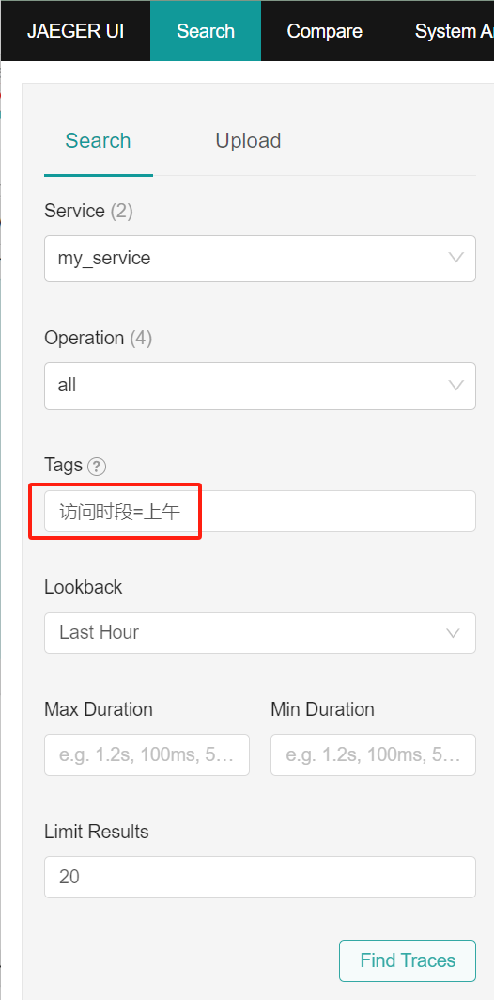 JAEGER UI Search Compare System A
Search Upload
Service (2)
my_service
Operation (4)
all
Tags ?
访问时段=上午
Lookback
Last Hour
Max Duration Min Duration
e.g. 1.2s, 100ms, 5... e.g. 1.2s, 100ms, 5...
Limit Results
20
Find Traces